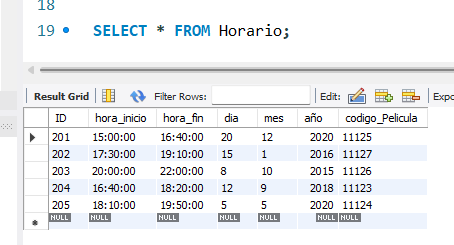 18
19 SELECT * FROM Horario;
Result Grid Filter Rows: Edit: Expo
ID hora_inicio hora_fin dia mes año codigo_Pelicula
201 15:00:00 16:40:00 20 12 2020 11125
202 17:30:00 19:10:00 15 1 2016 11127
203 20:00:00 22:00:00 8 10 2015 11126
204 16:40:00 18:20:00 12 9 2018 11123
205 18:10:00 19:50:00 5 5 2020 11124
NULL NULL NULL NULL NULL NULL NULL